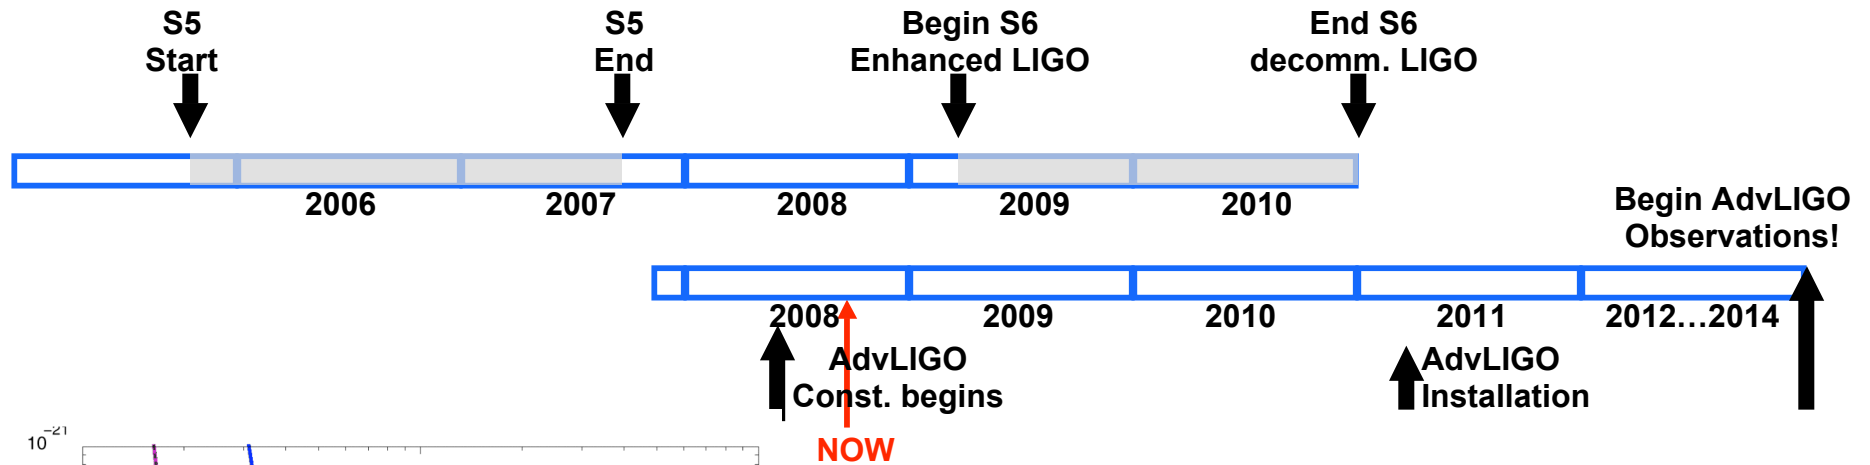 S5
Start
S5
End
Begin S6
Enhanced LIGO
End S6
decomm. LIGO
2006
2007
2008
2009
2010
Begin AdvLIGO
Observations!
2008
2009
2010
2011
2012...2014
AdvLIGO
Const. begins
AdvLIGO
Installation
NOW
10^-21